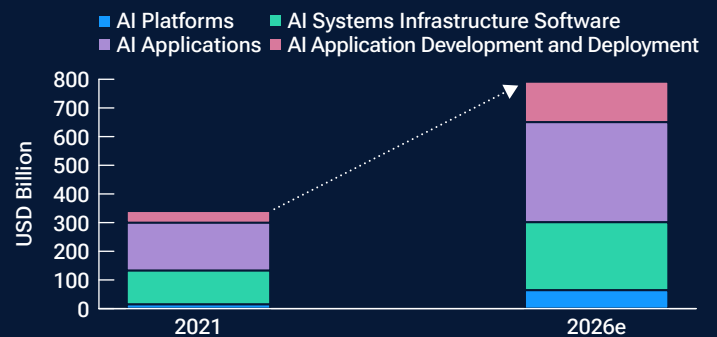 AI Platforms AI Systems Infrastructure Software
AI Applications AI Application Development and Deployment
USD Billion
800
700
600
500
400
300
200
100
0
2021 2026e